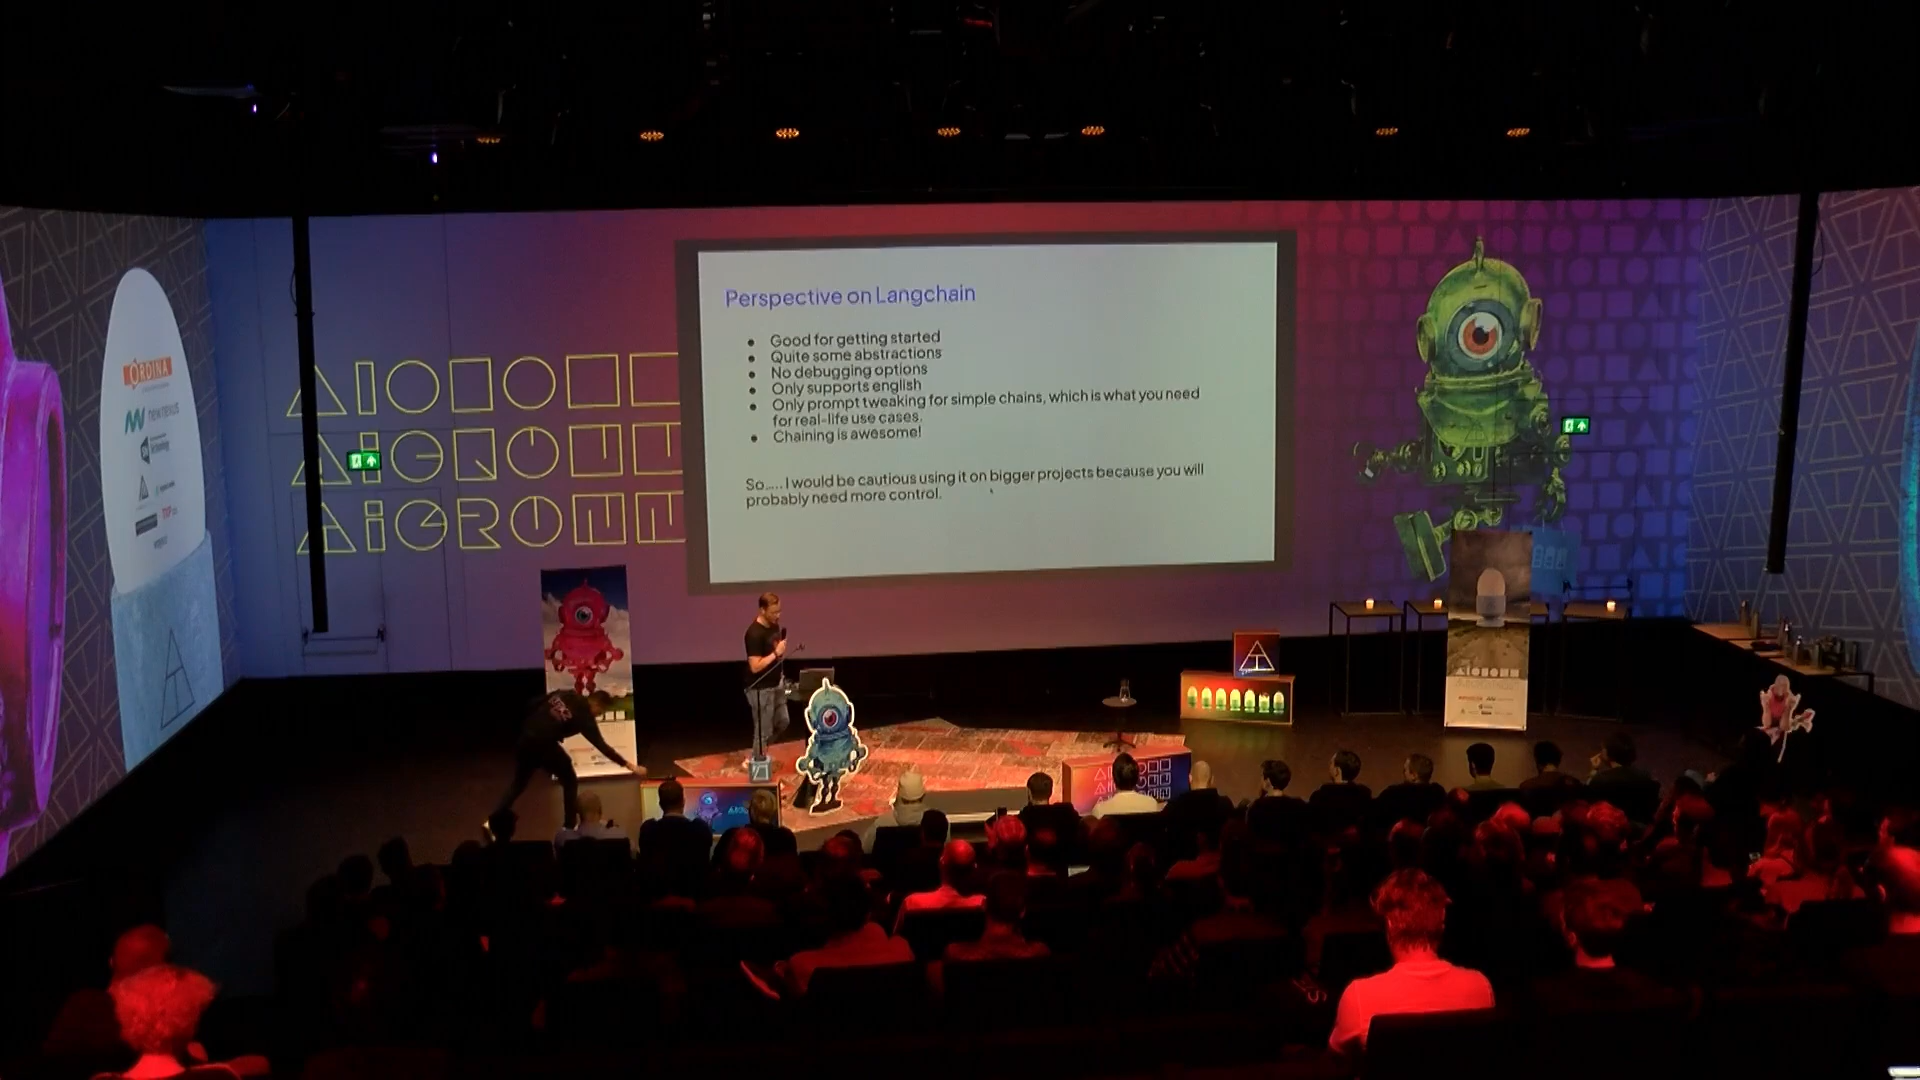 Perspective on Langchain
● Good for getting started
● Quite some abstractions
● No debugging options
● Only supports english
● Only prompt tweaking for simple chains, which is what you need
for real-life use cases.
● Chaining is awesome!
So..... I would be cautious using it on bigger projects because you will
probably need more control.
ORDINA